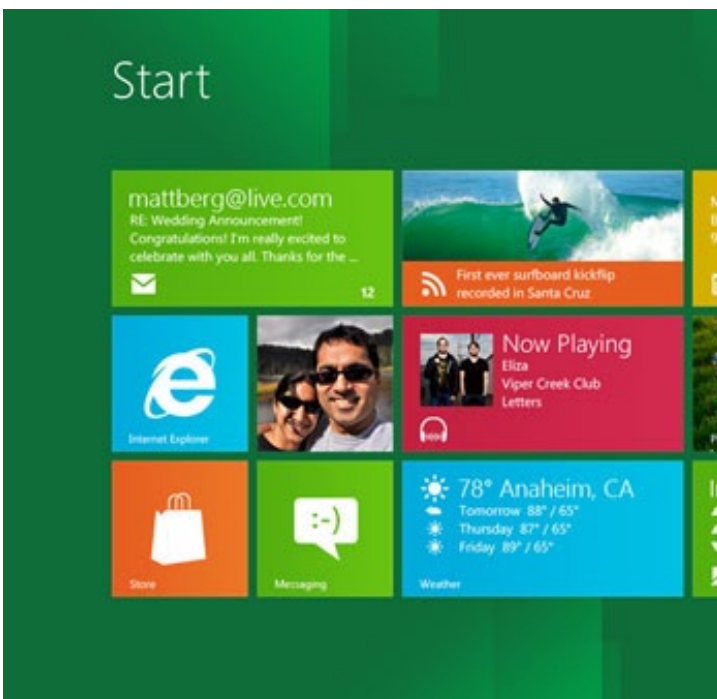 Start
mattberg@live.com
RE: Wedding Announcement!
Congratulations! I'm really excited to
celebrate with you all. Thanks for the ...
12
First ever surfboard kickflip
recorded in Santa Cruz
Internet Explorer
Now Playing
Eliza
Viper Creek Club
Letters
Store
:-)
Messaging
78° Anaheim, CA
Tomorrow 88° / 65°
Thursday 87° / 65°
Friday 89° / 65°
Weather